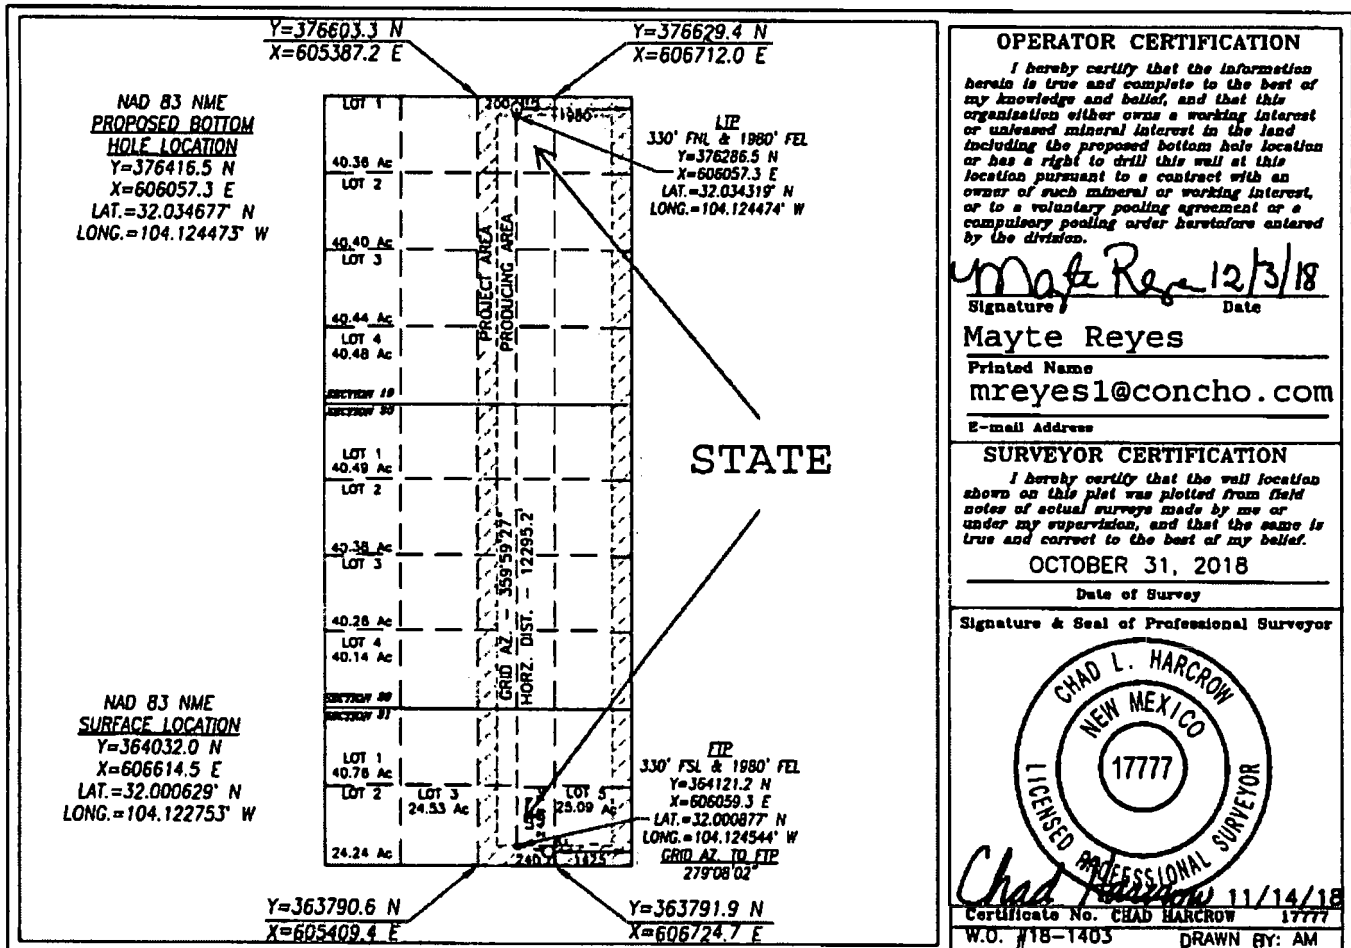 Y=376603.3 N
X=605387.2 E
Y=376629.4 N
X=606712.0 E
NAD 83 NME
PROPOSED BOTTOM
HOLE LOCATION
Y=376416.5 N
X=606057.3 E
LAT.=32.034677° N
LONG.=104.124473° W
LOT 1
40.36 Ac
LOT 2
40.40 Ac
LOT 3
40.44 Ac
LOT 4
40.48 Ac
SECTION 19
SECTION 30
LOT 1
40.49 Ac
LOT 2
40.38 Ac
LOT 3
40.26 Ac
LOT 4
40.14 Ac
SECTION 30
SECTION 31
LOT 1
40.76 Ac
LOT 2
24.24 Ac
LOT 3
24.53 Ac
LOT 5
25.09 Ac
200'
1980'
PROJECT AREA
PRODUCING AREA
GRID AZ. - 359°59'27"
HORZ. DIST. - 12295.2'
240'
1425'
LTP
330' FNL & 1980' FEL
Y=376286.5 N
X=606057.3 E
LAT.=32.034319° N
LONG.=104.124474° W
STATE
NAD 83 NME
SURFACE LOCATION
Y=364032.0 N
X=606614.5 E
LAT.=32.000629° N
LONG.=104.122753° W
FTP
330' FSL & 1980' FEL
Y=364121.2 N
X=606059.3 E
LAT.=32.000877° N
LONG.=104.124544° W
GRID AZ. TO FTP
279°08'02"
Y=363790.6 N
X=605409.4 E
Y=363791.9 N
X=606724.7 E
OPERATOR CERTIFICATION
I hereby certify that the information
herein is true and complete to the best of
my knowledge and belief, and that this
organization either owns a working interest
or unleased mineral interest in the land
including the proposed bottom hole location
or has a right to drill this well at this
location pursuant to a contract with an
owner of such mineral or working interest,
or to a voluntary pooling agreement or a
compulsory pooling order heretofore entered
by the division.
Mayte Reyes 12/3/18
Signature Date
Mayte Reyes
Printed Name
mreyes1@concho.com
E-mail Address
SURVEYOR CERTIFICATION
I hereby certify that the well location
shown on this plat was plotted from field
notes of actual surveys made by me or
under my supervision, and that the same is
true and correct to the best of my belief.
OCTOBER 31, 2018
Date of Survey
Signature & Seal of Professional Surveyor
CHAD L. HARCROW
NEW MEXICO
17777
LICENSED PROFESSIONAL SURVEYOR
Chad Harcrow 11/14/18
Certificate No. CHAD HARCROW 17777
W.O. #18-1403 DRAWN BY: AM